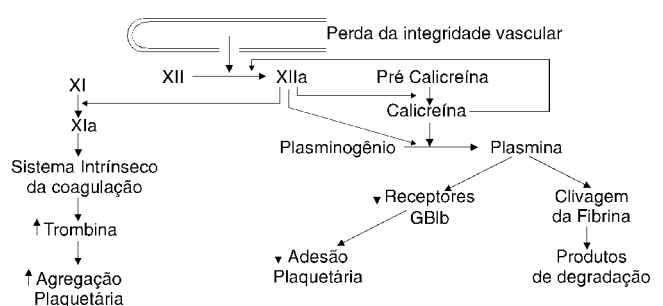 Perda da integridade vascular
XII
XIIa
Pré Calicreína
XI
Calicreína
XIa
Plasminogênio
Plasmina
Sistema Intrínseco
da coagulação
Receptores
GBIb
Clivagem
da Fibrina
Trombina
Adesão
Plaquetária
Produtos
de degradação
Agregação
Plaquetária